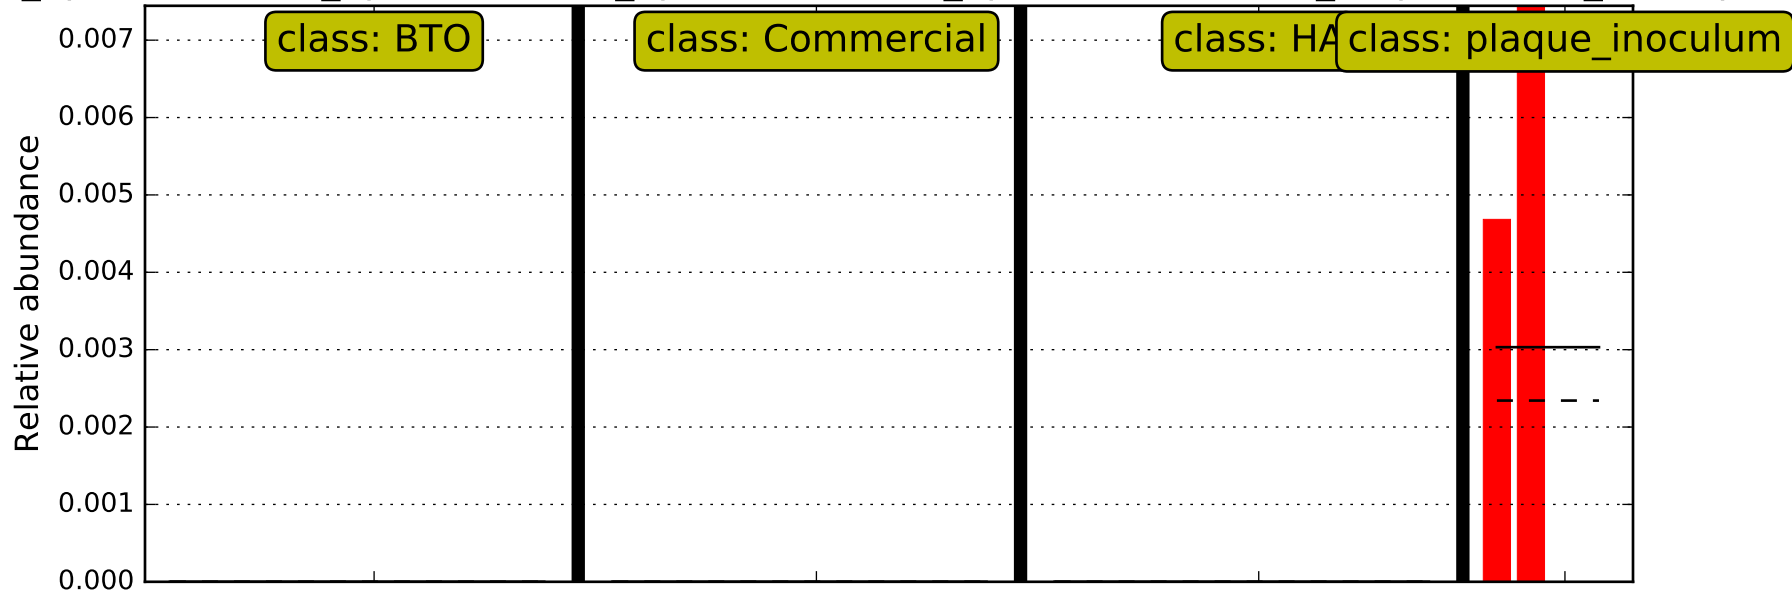 class: BTO
class: Commercial
class: HA
class: plaque_inoculum
Relative abundance
0.007
0.006
0.005
0.004
0.003
0.002
0.001
0.000